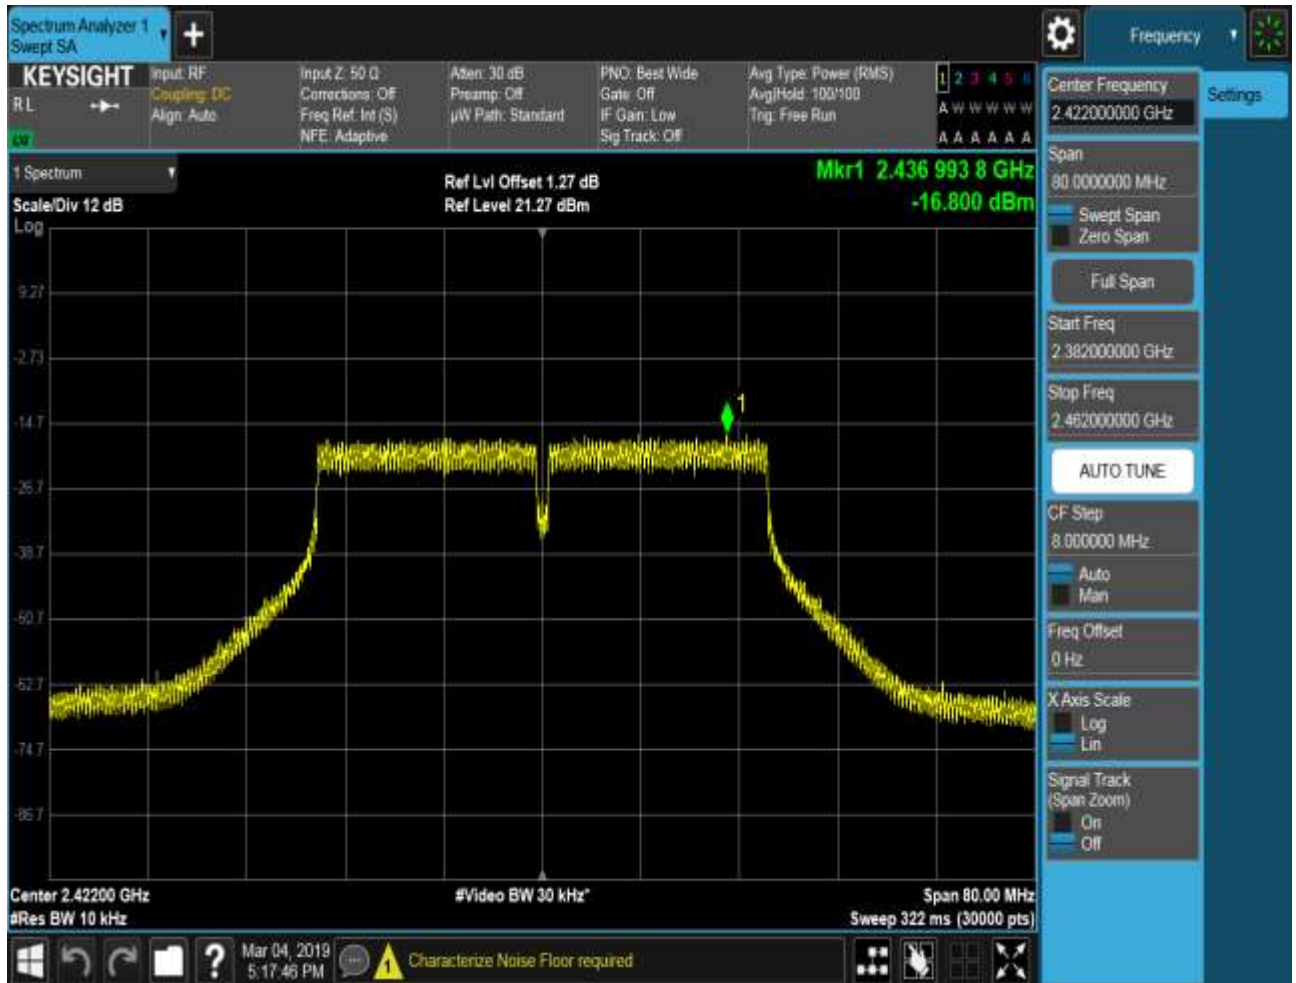 Spectrum Analyzer 1
Swept SA
+
Frequency
KEYSIGHT
RL
Input: RF
Coupling: DC
Align: Auto
Input Z: 50 Ω
Corrections: Off
Freq Ref: Int (S)
NFE: Adaptive
Atten: 30 dB
Preamp: Off
µW Path: Standard
PNO: Best Wide
Gate: Off
IF Gain: Low
Sig Track: Off
Avg Type: Power (RMS)
Avg|Hold: 100/100
Trig: Free Run
1 2 3 4 5 6
A W W W W W
A A A A A A
1 Spectrum
Scale/Div 12 dB
Log
Ref Lvl Offset 1.27 dB
Ref Level 21.27 dBm
Mkr1 2.436 993 8 GHz
-16.800 dBm
9.27
-2.73
-14.7
-26.7
-38.7
-50.7
-62.7
-74.7
-86.7
1
Center 2.42200 GHz
#Res BW 10 kHz
#Video BW 30 kHz*
Span 80.00 MHz
Sweep 322 ms (30000 pts)
Mar 04, 2019
5:17:46 PM
?
1
Characterize Noise Floor required
Center Frequency
2.422000000 GHz
Settings
Span
80.0000000 MHz
Swept Span
Zero Span
Full Span
Start Freq
2.382000000 GHz
Stop Freq
2.462000000 GHz
AUTO TUNE
CF Step
8.000000 MHz
Auto
Man
Freq Offset
0 Hz
X Axis Scale
Log
Lin
Signal Track
(Span Zoom)
On
Off